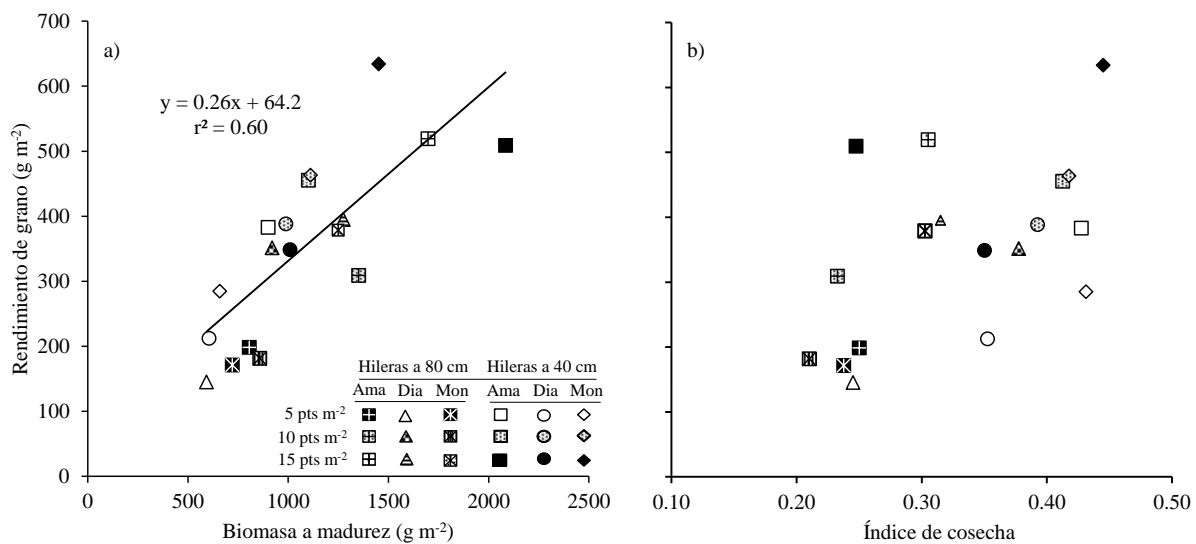 a)
y = 0.26x + 64.2
r² = 0.60
Rendimiento de grano (g m⁻²)
700
600
500
400
300
200
100
0
0 500 1000 1500 2000 2500
Biomasa a madurez (g m⁻²)
Hileras a 80 cm Hileras a 40 cm
Ama Dia Mon Ama Dia Mon
5 pts m⁻²
10 pts m⁻²
15 pts m⁻²
b)
0.10 0.20 0.30 0.40 0.50
Índice de cosecha